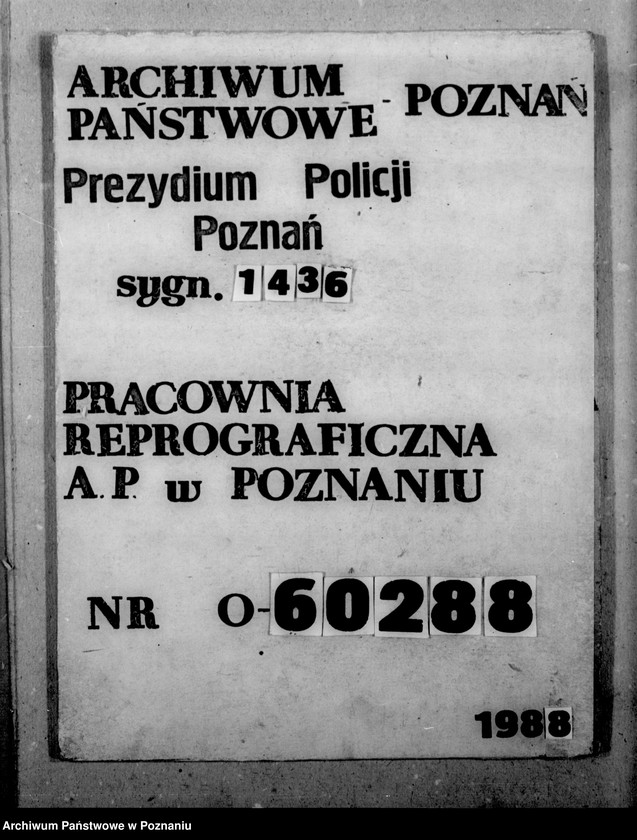 ARCHIWUM
PAŃSTWOWE - POZNAŃ
Prezydium Policji
Poznań
sygn. 1436
PRACOWNIA
REPROGRAFICZNA
A.P. w POZNANIU
NR O-60288
1988
Archiwum Państwowe w Poznaniu